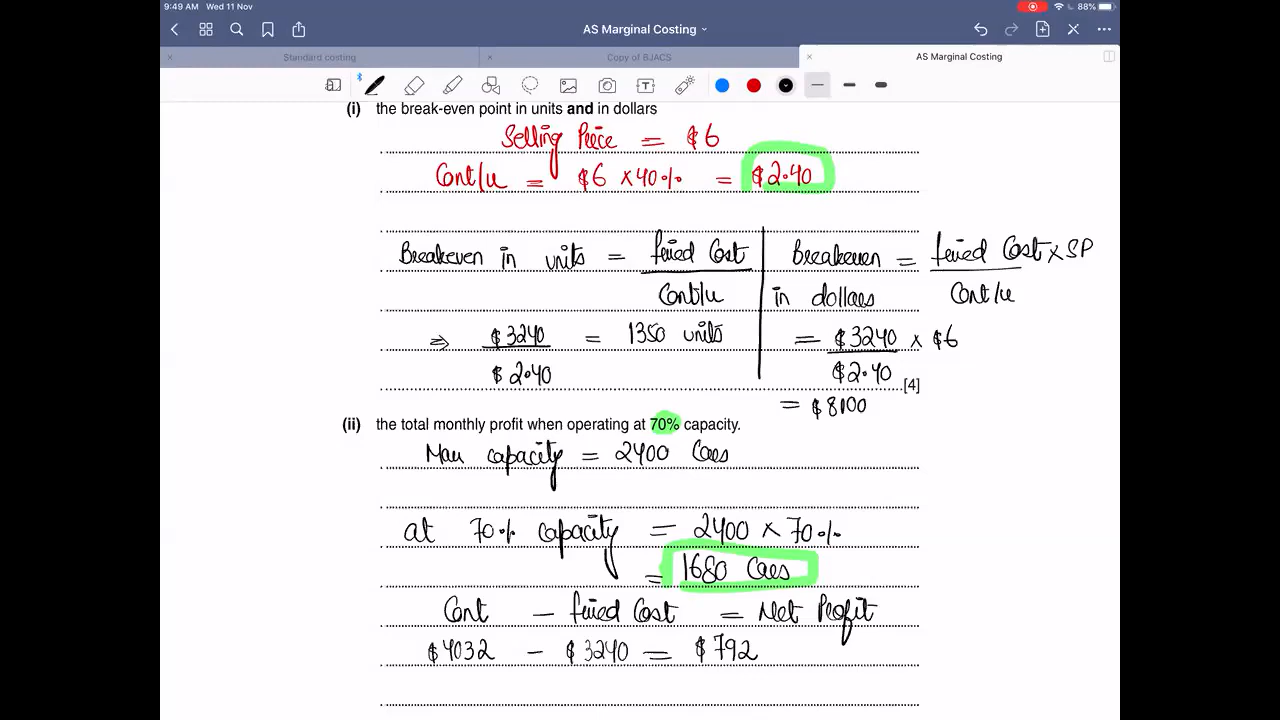 9:49 AM Wed 11 Nov
88%
AS Marginal Costing
Standard costing
Copy of BJACS
AS Marginal Costing
(i) the break-even point in units and in dollars
Selling Price = $6
Cont/u = $6 × 40% = $2.40
Breakeven in units = Fixed Cost / Cont/u
⇒ $3240 / $2.40 = 1350 units
Breakeven in dollars = Fixed Cost / Cont/u × SP
= $3240 / $2.40 × $6
[4]
= $8100
(ii) the total monthly profit when operating at 70% capacity.
Max capacity = 2400 Cars
at 70% capacity = 2400 × 70%
= 1680 Cars
Cont – Fixed Cost = Net Profit
$4032 – $3240 = $792